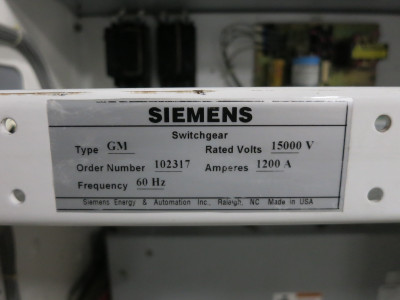 SIEMENS
Switchgear
Type GM Rated Volts 15000 V
Order Number 102317 Amperes 1200 A
Frequency 60 Hz
Siemens Energy & Automation Inc. Raleigh, NC Made in USA